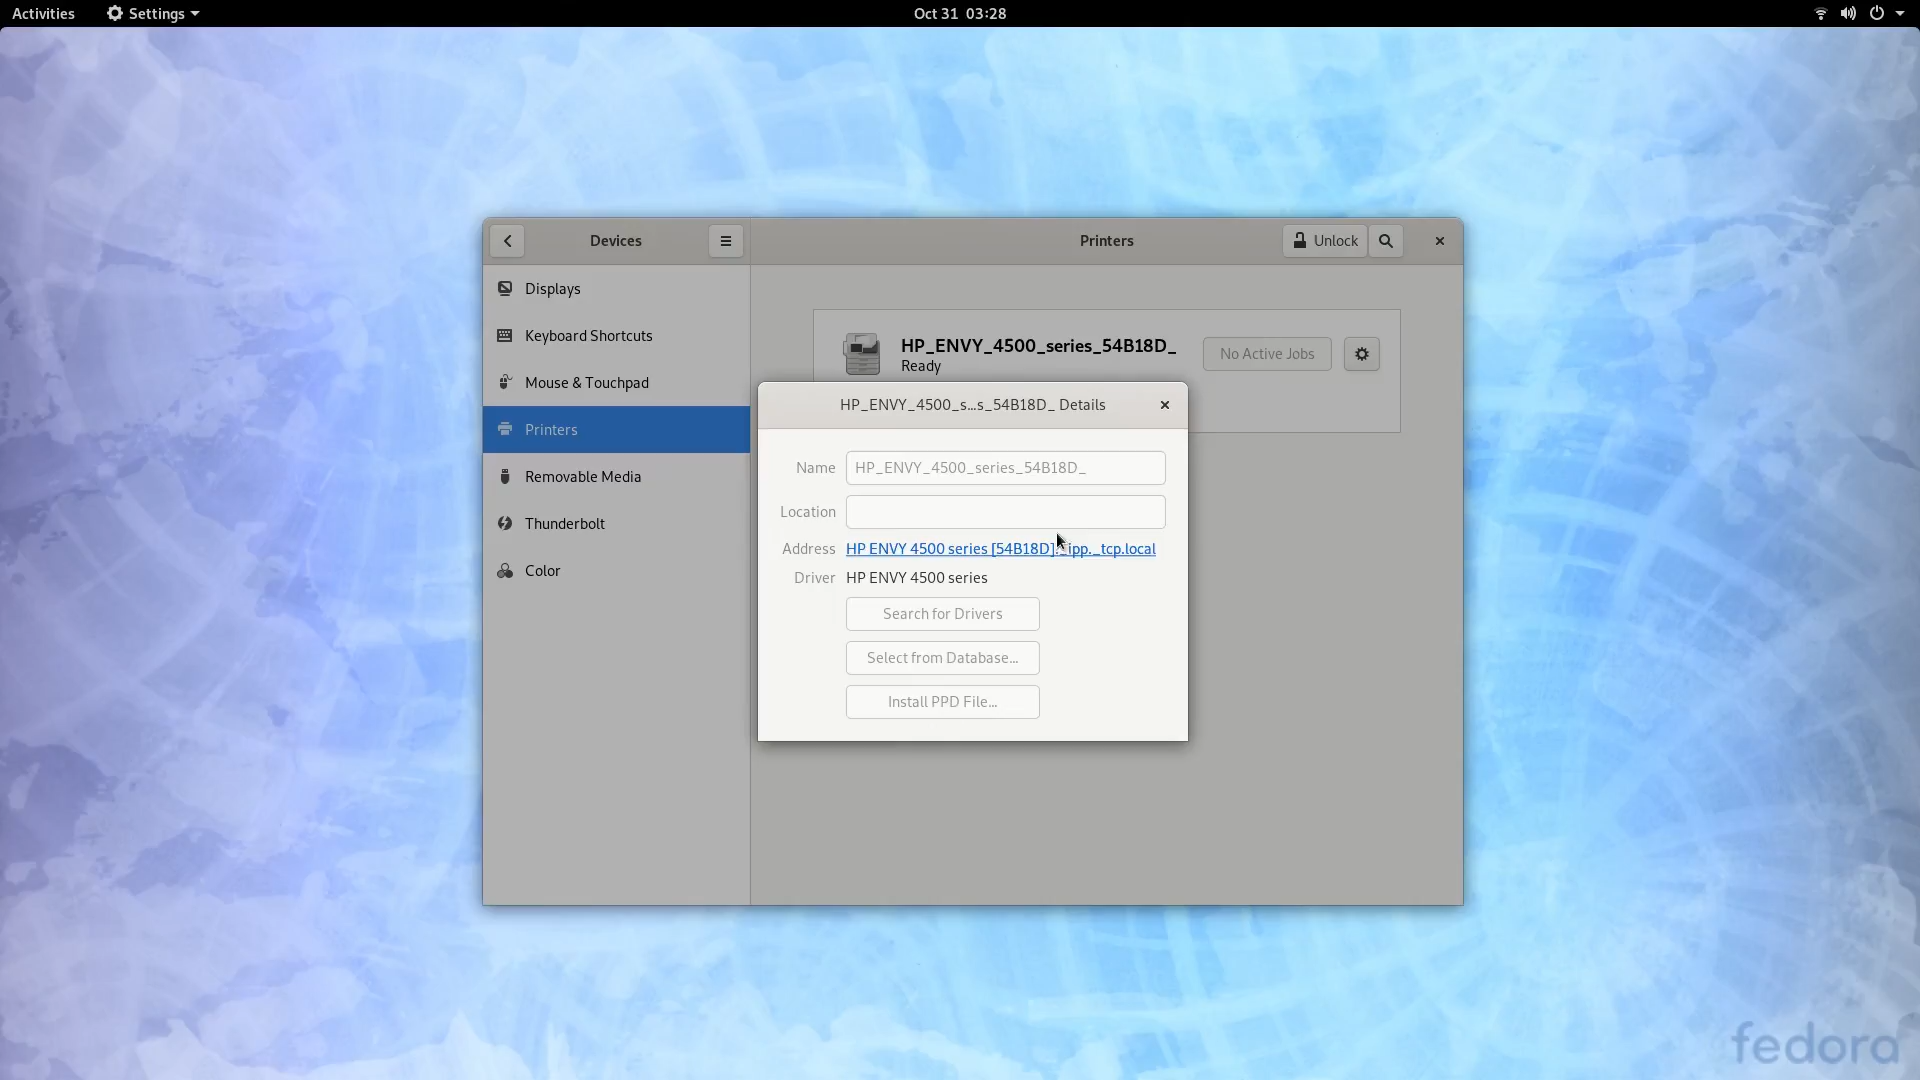 Activities
Settings
Oct 31 03:28
Devices
Printers
Unlock
Displays
Keyboard Shortcuts
Mouse & Touchpad
Printers
Removable Media
Thunderbolt
Color
HP_ENVY_4500_series_54B18D_
Ready
No Active Jobs
HP_ENVY_4500_s...s_54B18D_ Details
Name HP_ENVY_4500_series_54B18D_
Location
Address HP ENVY 4500 series [54B18D]._ipp._tcp.local
Driver HP ENVY 4500 series
Search for Drivers
Select from Database...
Install PPD File...
fedora